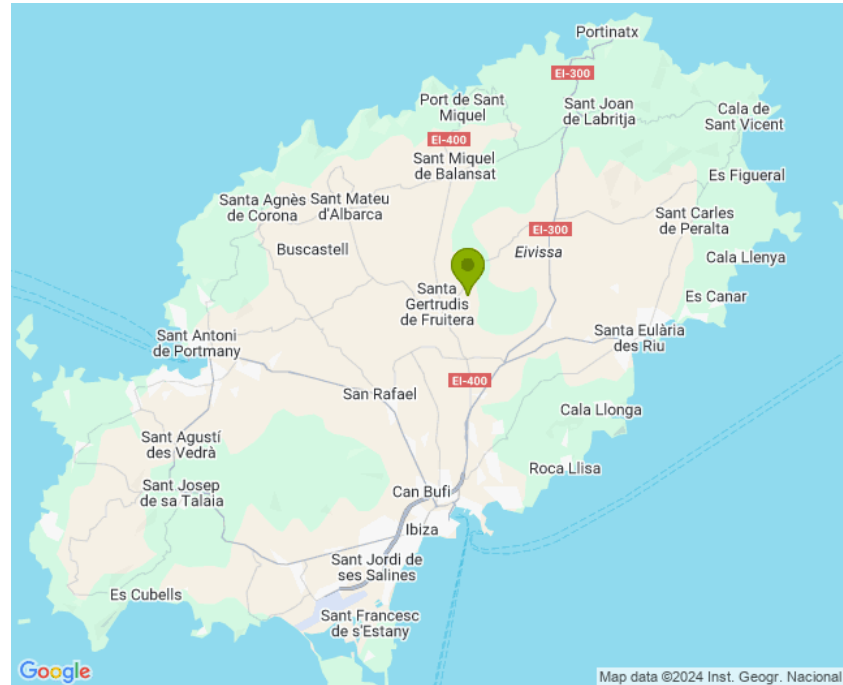 Portinatx
EI-300
Port de Sant
Miquel
Sant Joan
de Labritja
Cala de
Sant Vicent
EI-400
Sant Miquel
de Balansat
Es Figueral
Santa Agnès
de Corona
Sant Mateu
d'Albarca
Sant Carles
de Peralta
EI-300
Buscastell
Eivissa
Cala Llenya
Santa
Gertrudis
de Fruitera
Es Canar
Sant Antoni
de Portmany
Santa Eulària
des Riu
EI-400
San Rafael
Cala Llonga
Sant Agustí
des Vedrà
Roca Llisa
Sant Josep
de sa Talaia
Can Bufí
Ibiza
Sant Jordi de
ses Salines
Es Cubells
Sant Francesc
de s'Estany
Google
Map data ©2024 Inst. Geogr. Nacional